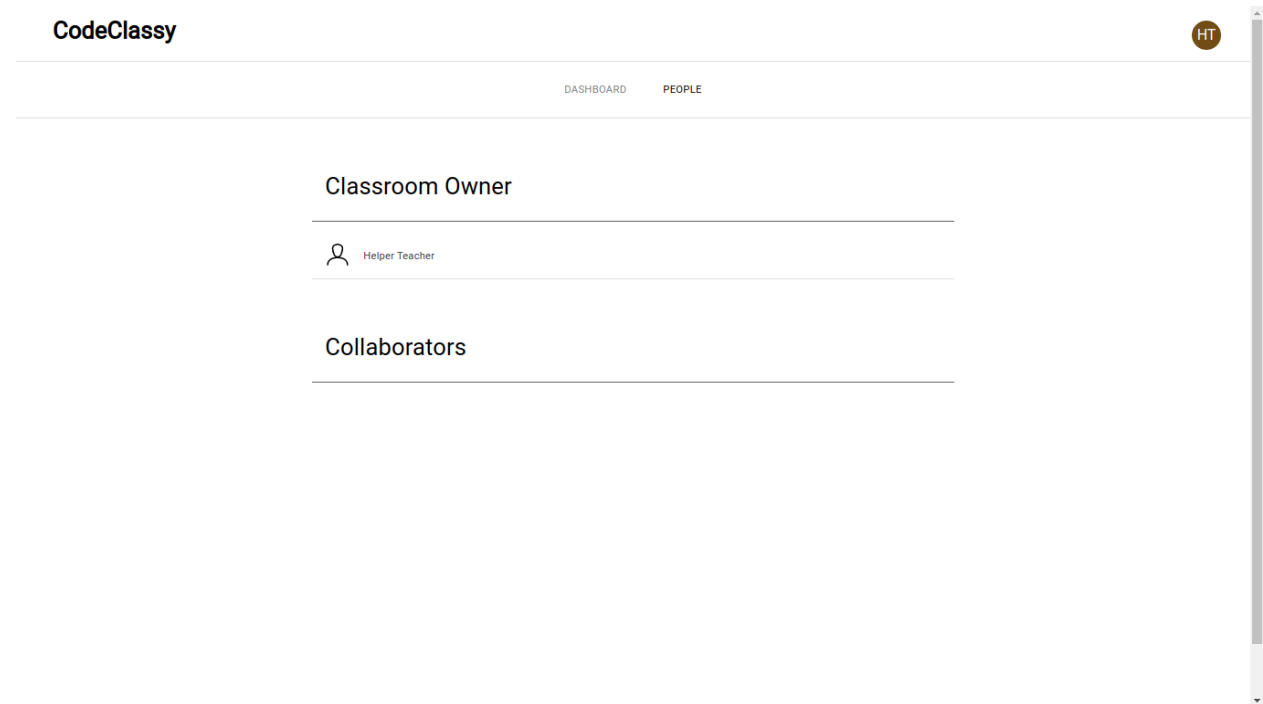 CodeClassy
HT
DASHBOARD PEOPLE
Classroom Owner
Helper Teacher
Collaborators